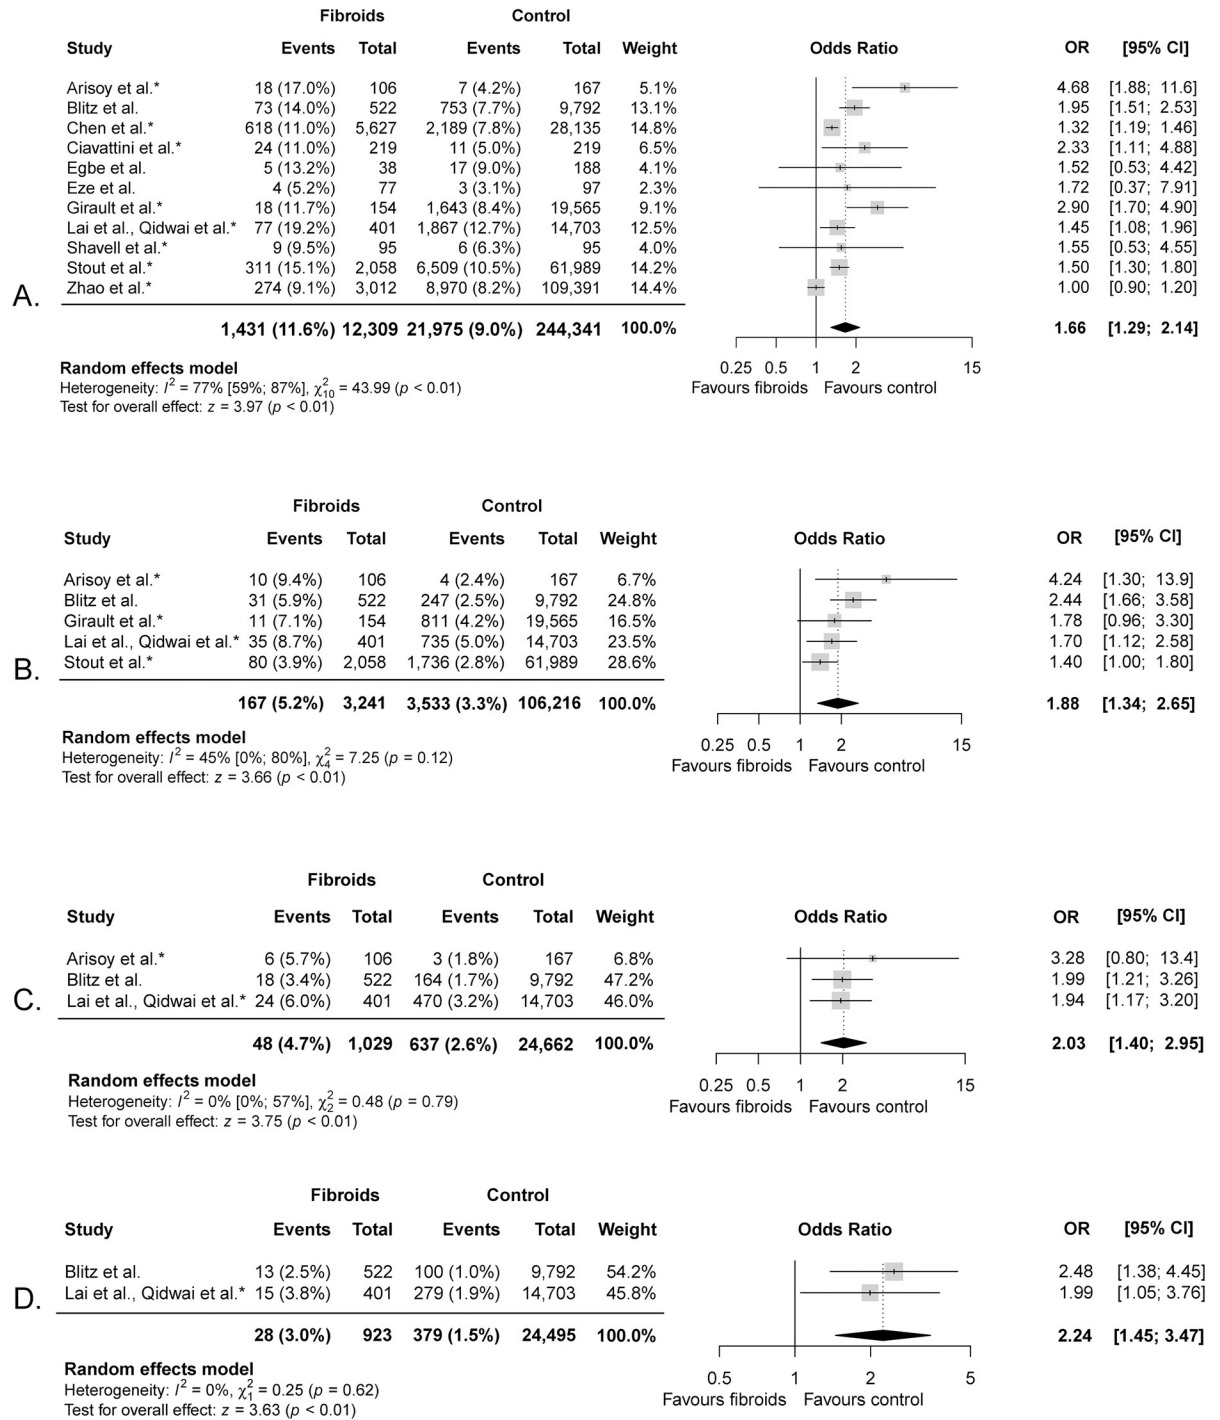 Fibroids Control
Study Events Total Events Total Weight Odds Ratio OR [95% CI]
Arisoy et al.* 18 (17.0%) 106 7 (4.2%) 167 5.1% 4.68 [1.88; 11.6]
Blitz et al. 73 (14.0%) 522 753 (7.7%) 9,792 13.1% 1.95 [1.51; 2.53]
Chen et al.* 618 (11.0%) 5,627 2,189 (7.8%) 28,135 14.8% 1.32 [1.19; 1.46]
Ciavattini et al.* 24 (11.0%) 219 11 (5.0%) 219 6.5% 2.33 [1.11; 4.88]
Egbe et al. 5 (13.2%) 38 17 (9.0%) 188 4.1% 1.52 [0.53; 4.42]
Eze et al. 4 (5.2%) 77 3 (3.1%) 97 2.3% 1.72 [0.37; 7.91]
Girault et al.* 18 (11.7%) 154 1,643 (8.4%) 19,565 9.1% 2.90 [1.70; 4.90]
Lai et al., Qidwai et al.* 77 (19.2%) 401 1,867 (12.7%) 14,703 12.5% 1.45 [1.08; 1.96]
Shavell et al.* 9 (9.5%) 95 6 (6.3%) 95 4.0% 1.55 [0.53; 4.55]
Stout et al.* 311 (15.1%) 2,058 6,509 (10.5%) 61,989 14.2% 1.50 [1.30; 1.80]
Zhao et al.* 274 (9.1%) 3,012 8,970 (8.2%) 109,391 14.4% 1.00 [0.90; 1.20]
A.
1,431 (11.6%) 12,309 21,975 (9.0%) 244,341 100.0% 1.66 [1.29; 2.14]
0.25 0.5 1 2 15
Random effects model
Heterogeneity: I² = 77% [59%; 87%], χ²₁₀ = 43.99 (p < 0.01)
Favours fibroids Favours control
Test for overall effect: z = 3.97 (p < 0.01)
Fibroids Control
Study Events Total Events Total Weight Odds Ratio OR [95% CI]
Arisoy et al.* 10 (9.4%) 106 4 (2.4%) 167 6.7% 4.24 [1.30; 13.9]
Blitz et al. 31 (5.9%) 522 247 (2.5%) 9,792 24.8% 2.44 [1.66; 3.58]
Girault et al.* 11 (7.1%) 154 811 (4.2%) 19,565 16.5% 1.78 [0.96; 3.30]
Lai et al., Qidwai et al.* 35 (8.7%) 401 735 (5.0%) 14,703 23.5% 1.70 [1.12; 2.58]
Stout et al.* 80 (3.9%) 2,058 1,736 (2.8%) 61,989 28.6% 1.40 [1.00; 1.80]
B.
167 (5.2%) 3,241 3,533 (3.3%) 106,216 100.0% 1.88 [1.34; 2.65]
Random effects model
0.25 0.5 1 2 15
Heterogeneity: I² = 45% [0%; 80%], χ²₄ = 7.25 (p = 0.12)
Favours fibroids Favours control
Test for overall effect: z = 3.66 (p < 0.01)
Fibroids Control
Study Events Total Events Total Weight Odds Ratio OR [95% CI]
Arisoy et al.* 6 (5.7%) 106 3 (1.8%) 167 6.8% 3.28 [0.80; 13.4]
Blitz et al. 18 (3.4%) 522 164 (1.7%) 9,792 47.2% 1.99 [1.21; 3.26]
Lai et al., Qidwai et al.* 24 (6.0%) 401 470 (3.2%) 14,703 46.0% 1.94 [1.17; 3.20]
C.
48 (4.7%) 1,029 637 (2.6%) 24,662 100.0% 2.03 [1.40; 2.95]
Random effects model
0.25 0.5 1 2 15
Heterogeneity: I² = 0% [0%; 57%], χ²₂ = 0.48 (p = 0.79)
Favours fibroids Favours control
Test for overall effect: z = 3.75 (p < 0.01)
Fibroids Control
Study Events Total Events Total Weight Odds Ratio OR [95% CI]
Blitz et al. 13 (2.5%) 522 100 (1.0%) 9,792 54.2% 2.48 [1.38; 4.45]
Lai et al., Qidwai et al.* 15 (3.8%) 401 279 (1.9%) 14,703 45.8% 1.99 [1.05; 3.76]
D.
28 (3.0%) 923 379 (1.5%) 24,495 100.0% 2.24 [1.45; 3.47]
Random effects model
0.5 1 2 5
Heterogeneity: I² = 0%, χ²₁ = 0.25 (p = 0.62)
Favours fibroids Favours control
Test for overall effect: z = 3.63 (p < 0.01)